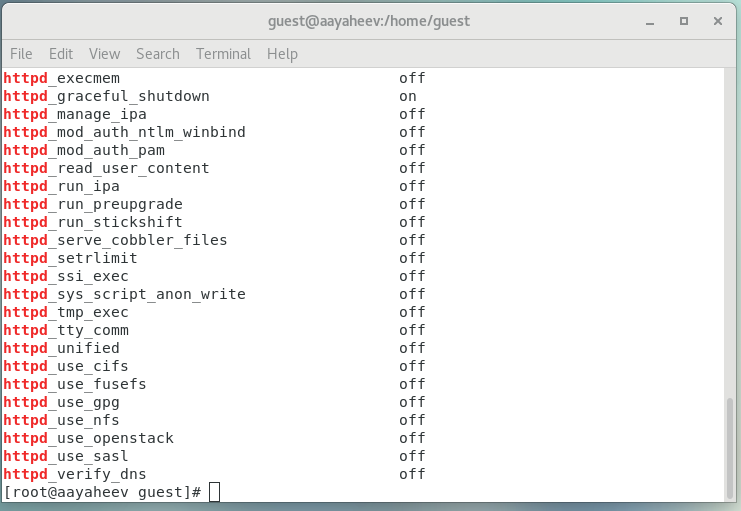 guest@aayaheev:/home/guest
File Edit View Search Terminal Help
httpd_execmem off
httpd_graceful_shutdown on
httpd_manage_ipa off
httpd_mod_auth_ntlm_winbind off
httpd_mod_auth_pam off
httpd_read_user_content off
httpd_run_ipa off
httpd_run_preupgrade off
httpd_run_stickshift off
httpd_serve_cobbler_files off
httpd_setrlimit off
httpd_ssi_exec off
httpd_sys_script_anon_write off
httpd_tmp_exec off
httpd_tty_comm off
httpd_unified off
httpd_use_cifs off
httpd_use_fusefs off
httpd_use_gpg off
httpd_use_nfs off
httpd_use_openstack off
httpd_use_sasl off
httpd_verify_dns off
[root@aayaheev guest]#